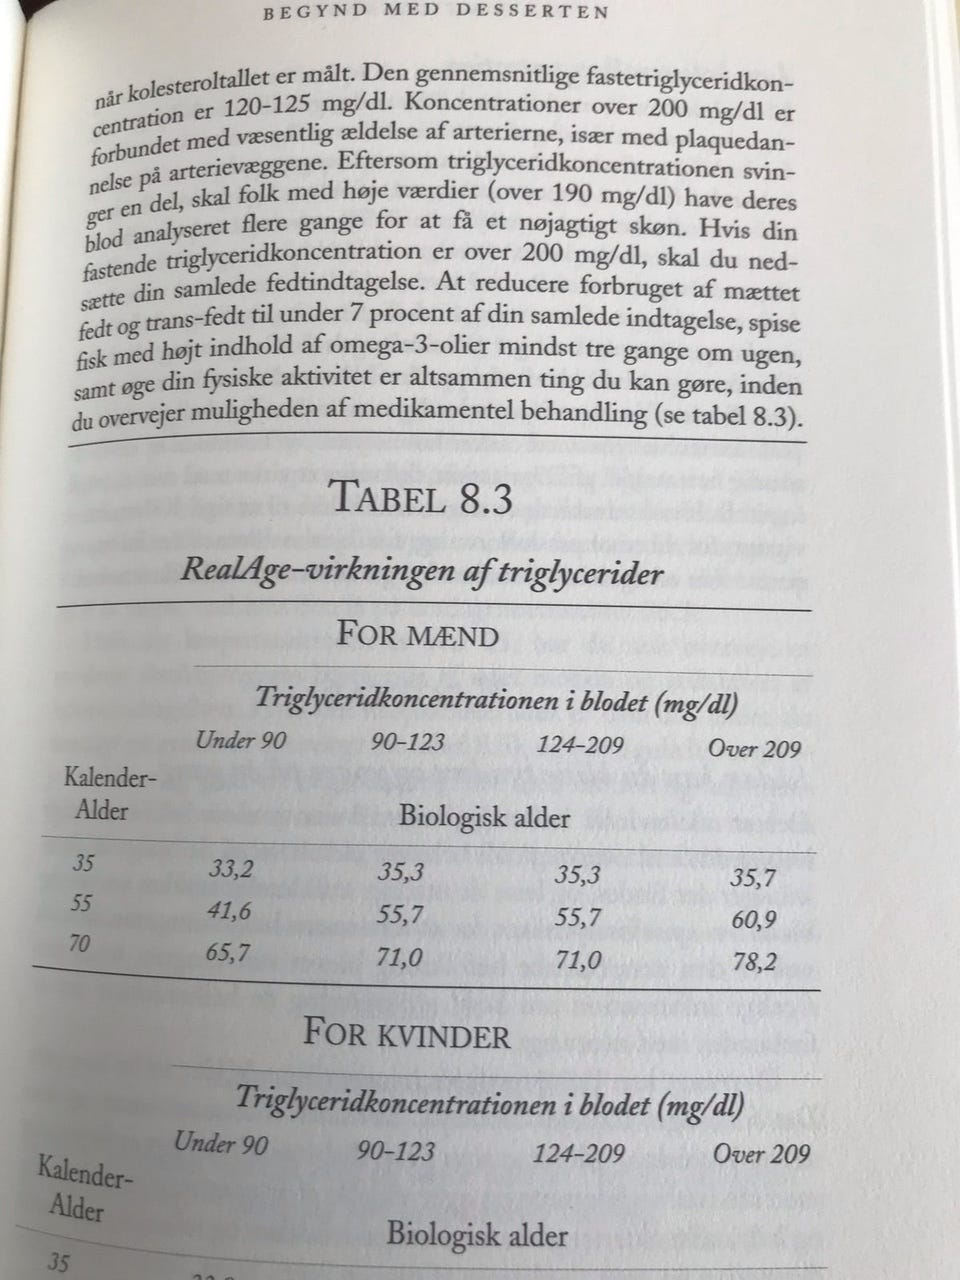 BEGYND MED DESSERTEN
når kolesteroltallet er målt. Den gennemsnitlige fastetriglyceridkon-
centration er 120-125 mg/dl. Koncentrationer over 200 mg/dl er
forbundet med væsentlig ældelse af arterierne, især med plaquedan-
nelse på arterievæggene. Eftersom triglyceridkoncentrationen svin-
ger en del, skal folk med høje værdier (over 190 mg/dl) have deres
blod analyseret flere gange for at få et nøjagtigt skøn. Hvis din
fastende triglyceridkoncentration er over 200 mg/dl, skal du ned-
sætte din samlede fedtindtagelse. At reducere forbruget af mættet
fedt og trans-fedt til under 7 procent af din samlede indtagelse, spise
fisk med højt indhold af omega-3-olier mindst tre gange om ugen,
samt øge din fysiske aktivitet er altsammen ting du kan gøre, inden
du overvejer muligheden af medikamentel behandling (se tabel 8.3).
TABEL 8.3
RealAge-virkningen af triglycerider
FOR MÆND
Triglyceridkoncentrationen i blodet (mg/dl)
Under 90 90-123 124-209 Over 209
Kalender-
Alder Biologisk alder
35 33,2 35,3 35,3 35,7
55 41,6 55,7 55,7 60,9
70 65,7 71,0 71,0 78,2
FOR KVINDER
Triglyceridkoncentrationen i blodet (mg/dl)
Under 90 90-123 124-209 Over 209
Kalender-
Alder Biologisk alder
35